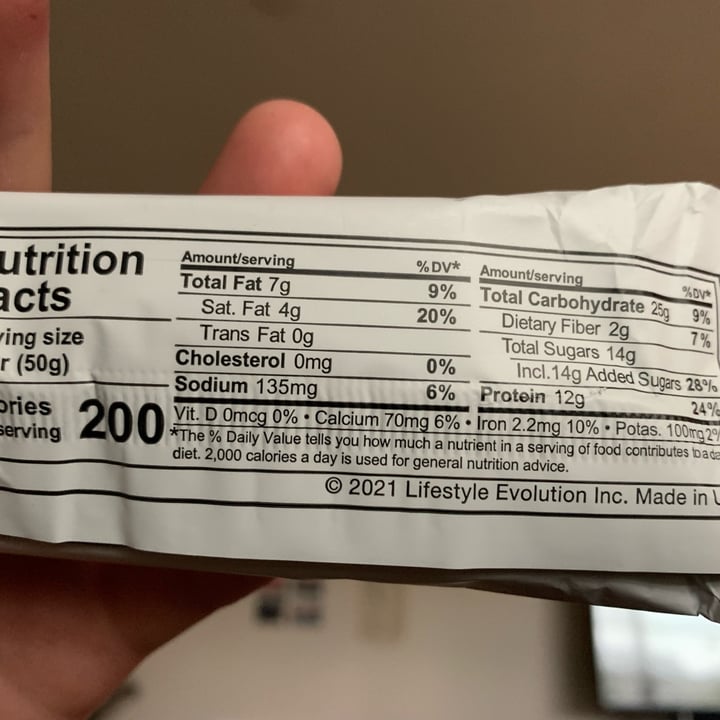 utrition
acts
ving size
r (50g)
ories
serving
200
Amount/serving %DV*
Total Fat 7g 9%
Sat. Fat 4g 20%
Trans Fat 0g
Cholesterol 0mg 0%
Sodium 135mg 6%
Amount/serving %DV*
Total Carbohydrate 25g 9%
Dietary Fiber 2g 7%
Total Sugars 14g
Incl. 14g Added Sugars 28%
Protein 12g 24%
Vit. D 0mcg 0% • Calcium 70mg 6% • Iron 2.2mg 10% • Potas. 100mg 2%
*The % Daily Value tells you how much a nutrient in a serving of food contributes to a da
diet. 2,000 calories a day is used for general nutrition advice.
© 2021 Lifestyle Evolution Inc. Made in